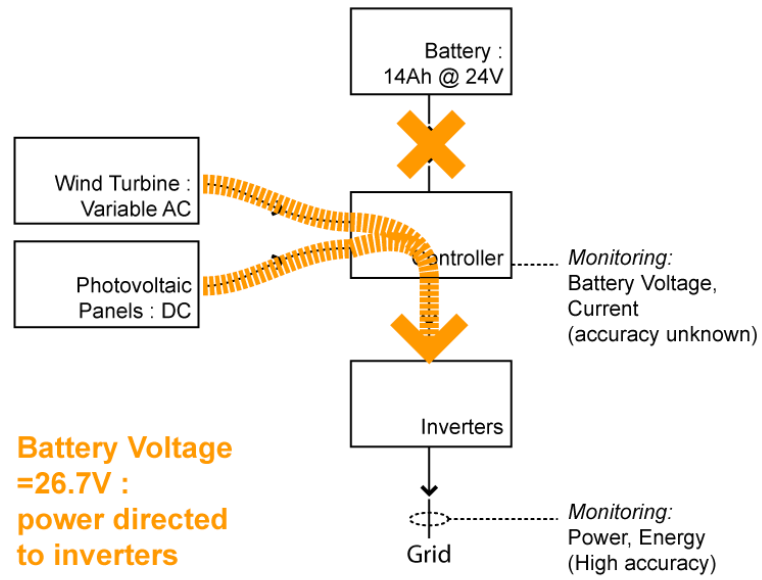 Battery :
14Ah @ 24V
Wind Turbine :
Variable AC
Photovoltaic
Panels : DC
Controller
Monitoring:
Battery Voltage,
Current
(accuracy unknown)
Inverters
Battery Voltage
=26.7V :
power directed
to inverters
Monitoring:
Power, Energy
(High accuracy)
Grid